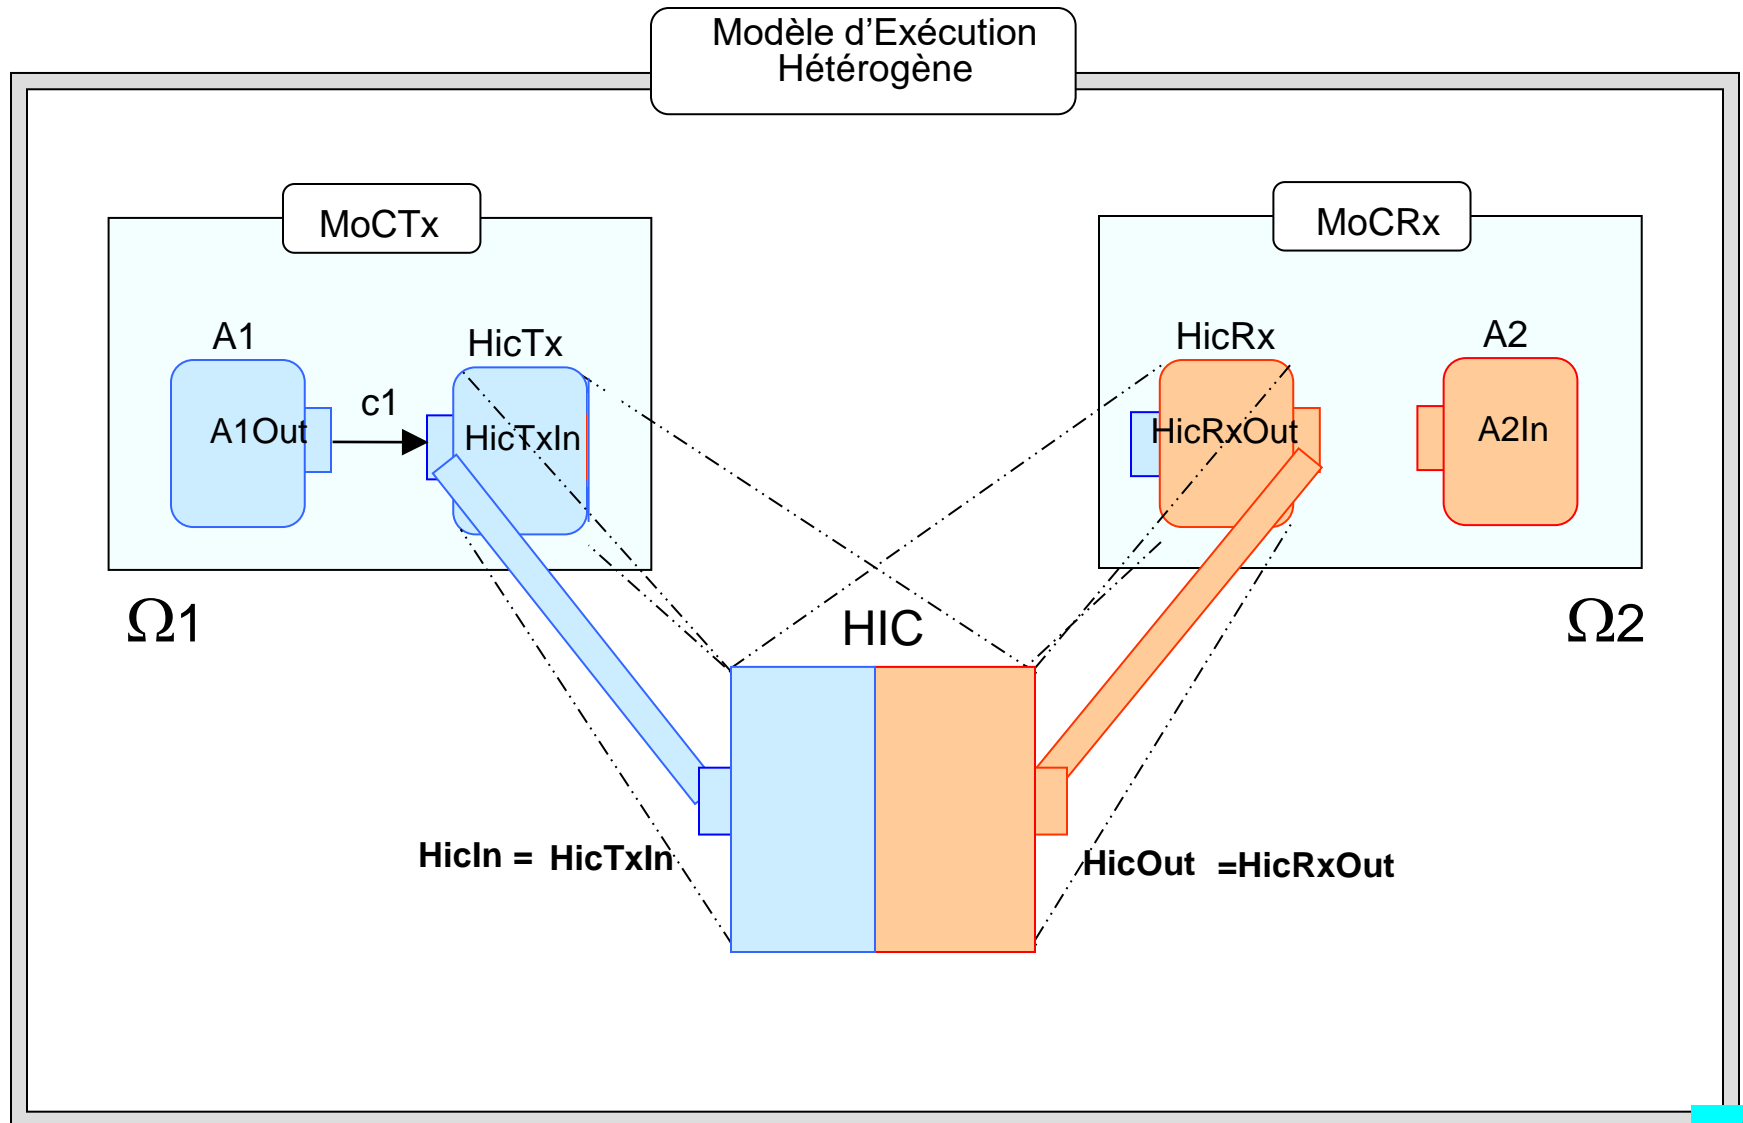 Modèle d’Exécution
Hétérogène
MoCTx
MoCRx
A1
HicTx
HicRx
A2
c1
A1Out
HicTxIn
HicRxOut
A2In
Ω1
HIC
Ω2
HicIn = HicTxIn
HicOut =HicRxOut